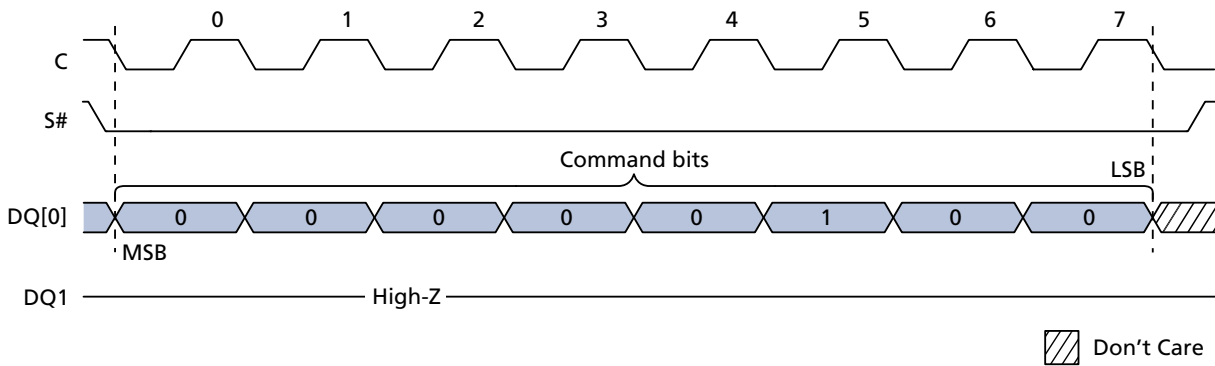 0 1 2 3 4 5 6 7
C
S#
Command bits
LSB
DQ[0] 0 0 0 0 0 1 0 0
MSB
DQ1 High-Z
Don't Care